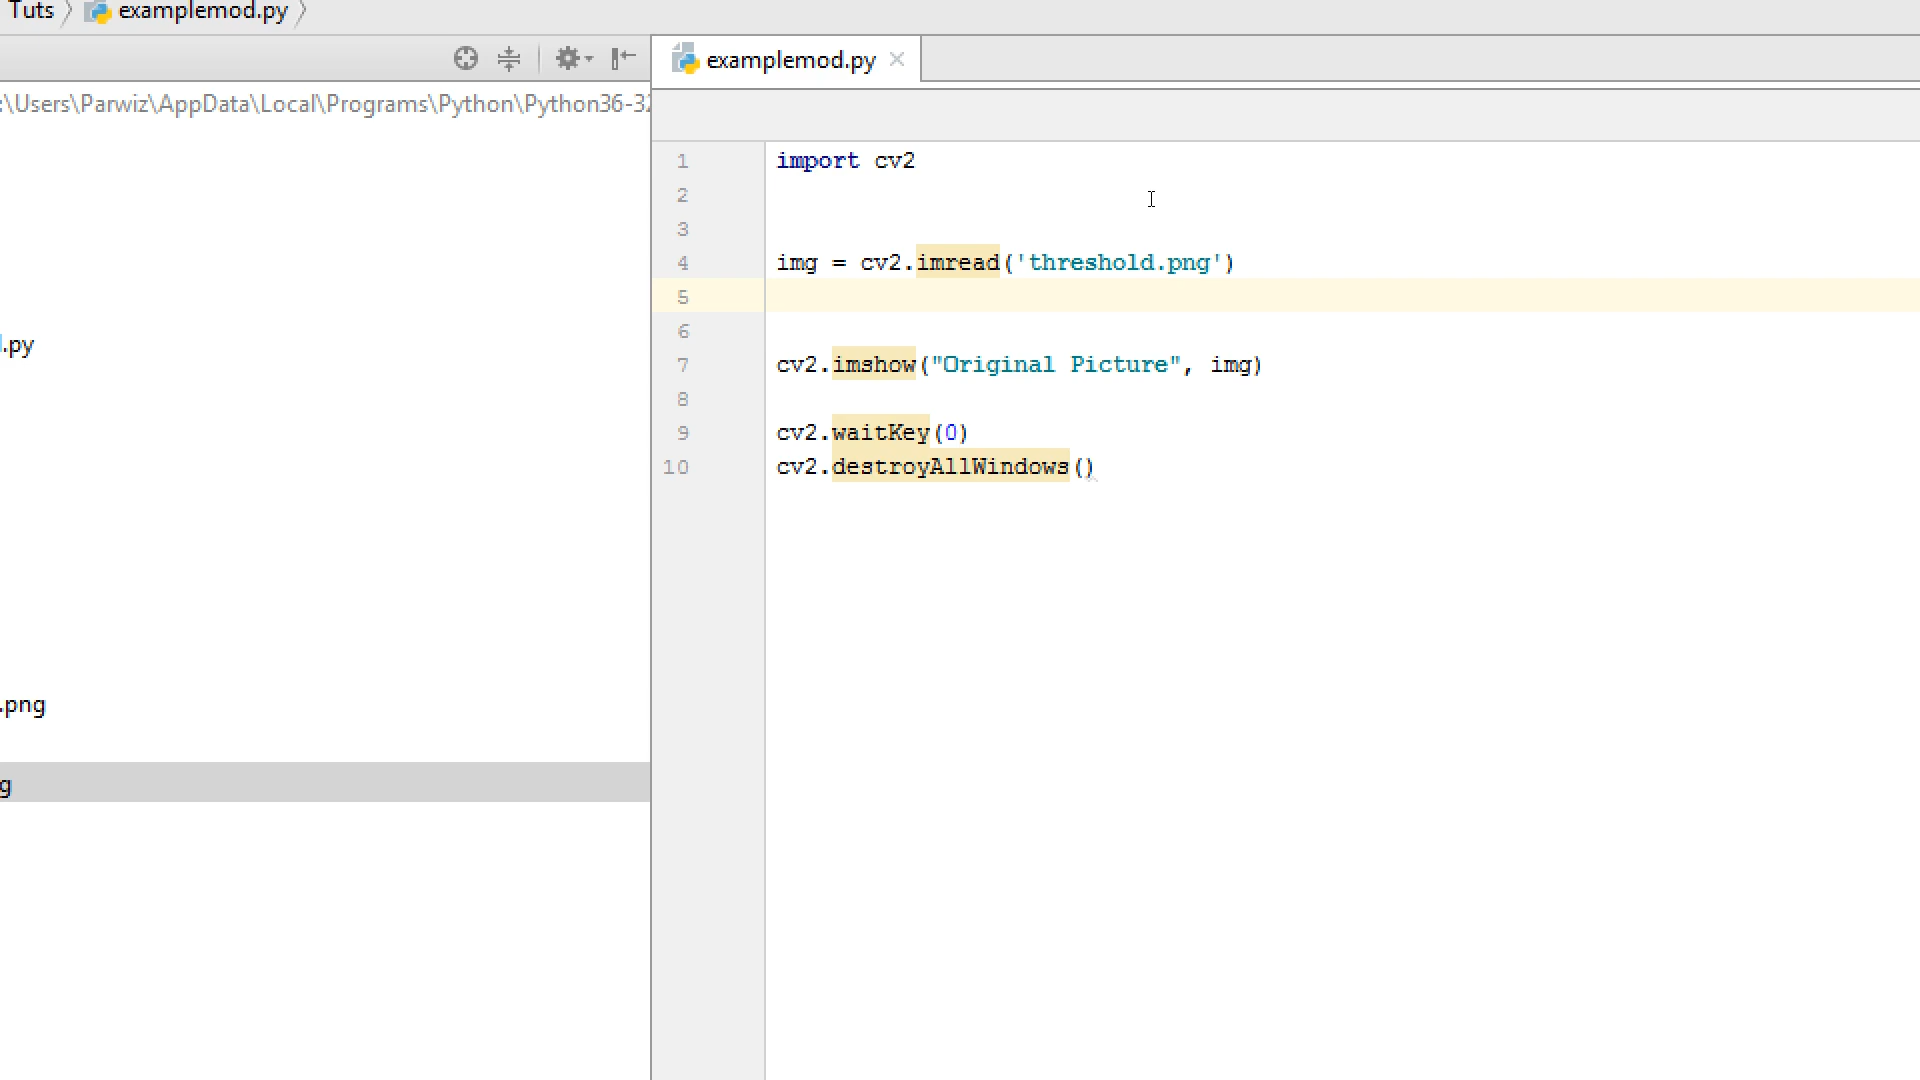 Tuts examplemod.py
examplemod.py
:\Users\Parwiz\AppData\Local\Programs\Python\Python36-32
1 import cv2
2
3
4 img = cv2.imread('threshold.png')
5
6
7 cv2.imshow("Original Picture", img)
8
9 cv2.waitKey(0)
10 cv2.destroyAllWindows()
.py
.png
g